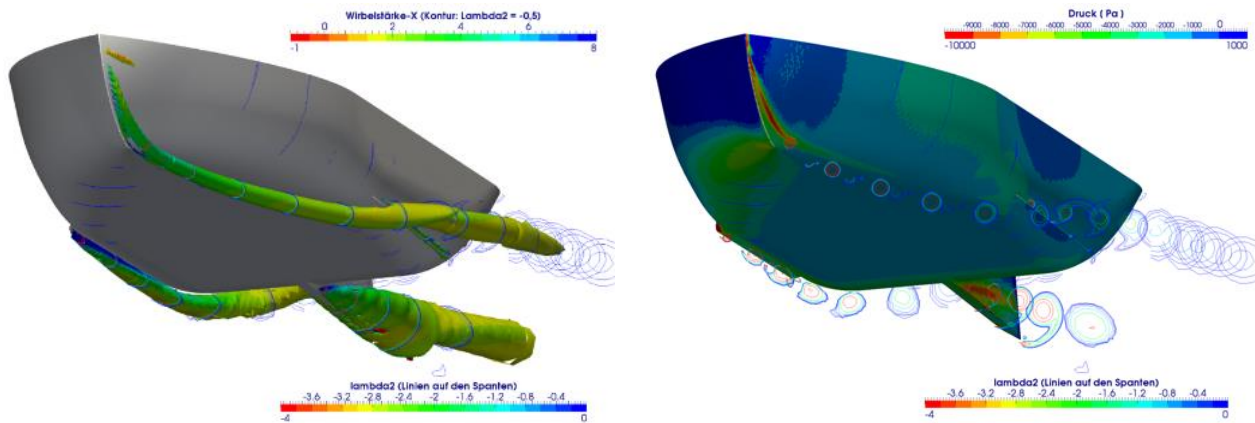 Wirbelstärke-X (Kontur: Lambda2 = -0,5)
0 2 4 6
-1 8
lambda2 (Linien auf den Spanten)
-3.6 -3.2 -2.8 -2.4 -2 -1.6 -1.2 -0.8 -0.4
-4 0
Druck ( Pa )
-9000 -8000 -7000 -6000 -5000 -4000 -3000 -2000 -1000 0
-10000 1000
lambda2 (Linien auf den Spanten)
-3.6 -3.2 -2.8 -2.4 -2 -1.6 -1.2 -0.8 -0.4
-4 0